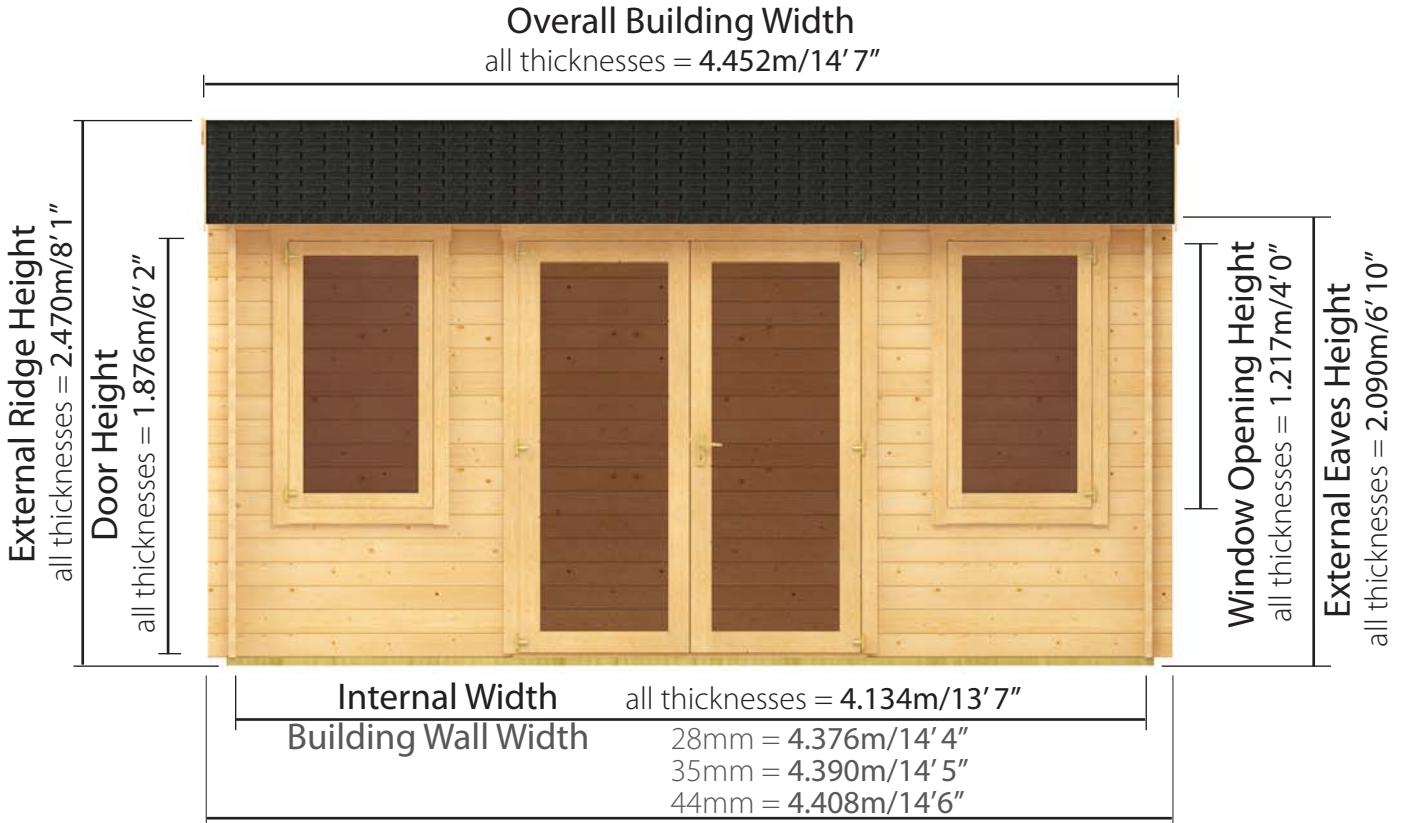 Overall Building Width
all thicknesses = 4.452m/14' 7”
External Ridge Height
all thicknesses = 2.470m/8' 1”
Door Height
all thicknesses = 1.876m/6' 2”
Window Opening Height
all thicknesses = 1.217m/4' 0”
External Eaves Height
all thicknesses = 2.090m/6' 10”
Internal Width all thicknesses = 4.134m/13' 7”
Building Wall Width 28mm = 4.376m/14' 4”
35mm = 4.390m/14' 5”
44mm = 4.408m/14'6”